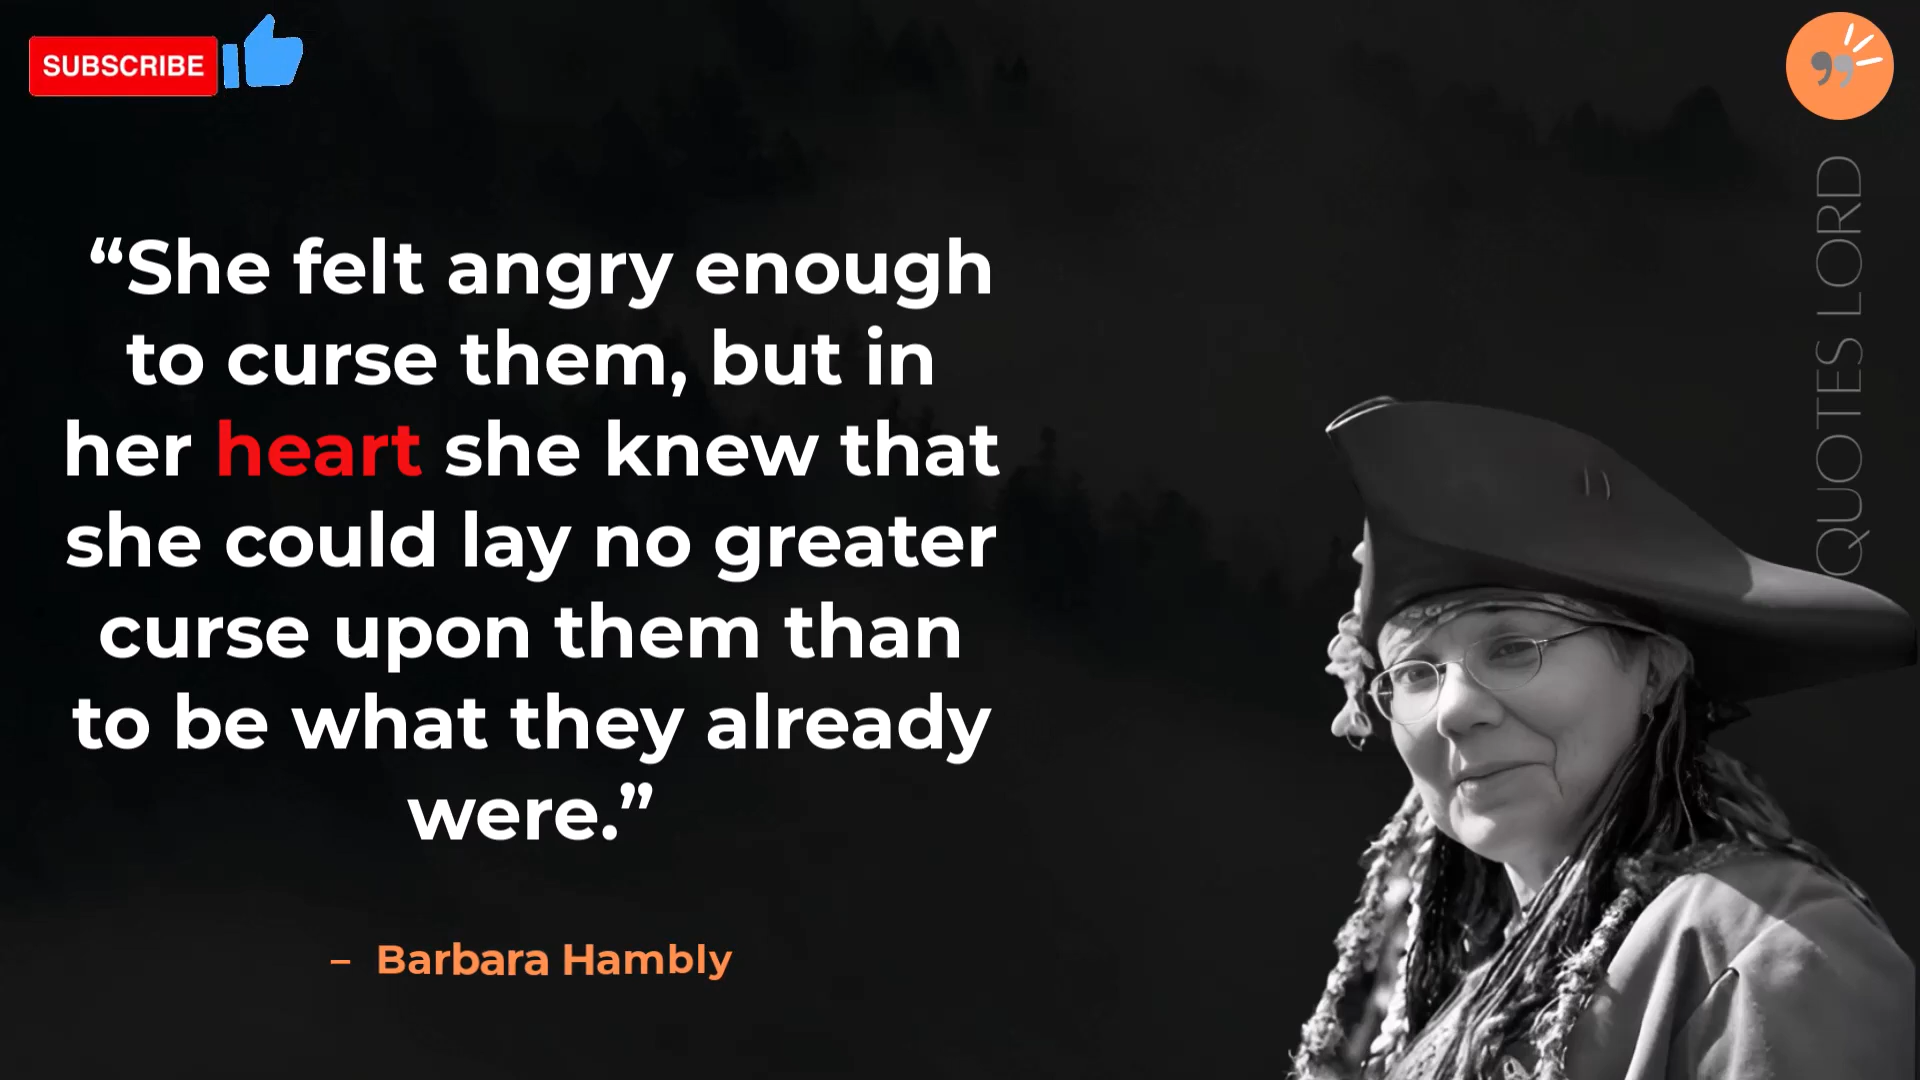 SUBSCRIBE
“She felt angry enough
to curse them, but in
her heart she knew that
she could lay no greater
curse upon them than
to be what they already
were.”
– Barbara Hambly
QUOTES LORD